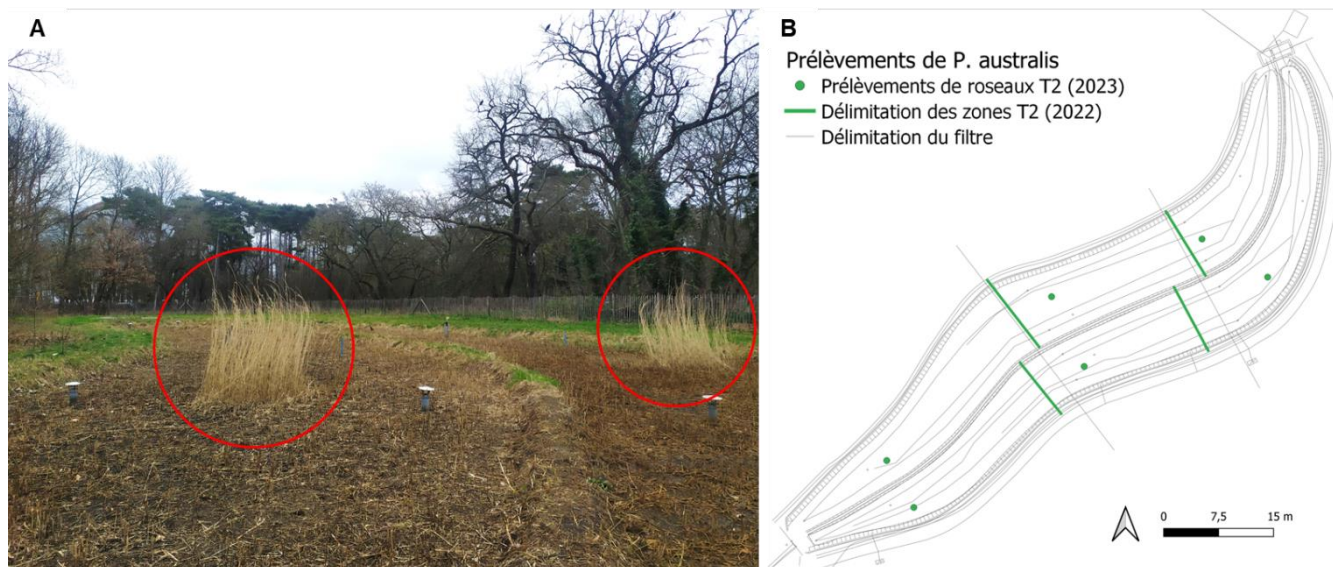 A
B
Prélèvements de P. australis
Prélèvements de roseaux T2 (2023)
Délimitation des zones T2 (2022)
Délimitation du filtre
0 7,5 15 m